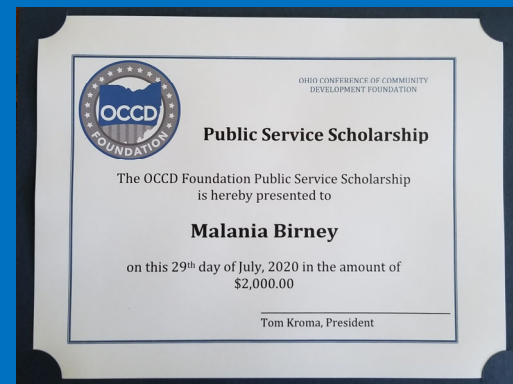 OCCD
FOUNDATION
OHIO CONFERENCE OF COMMUNITY
DEVELOPMENT FOUNDATION
Public Service Scholarship
The OCCD Foundation Public Service Scholarship
is hereby presented to
Malania Birney
on this 29th day of July, 2020 in the amount of
$2,000.00
Tom Kroma, President